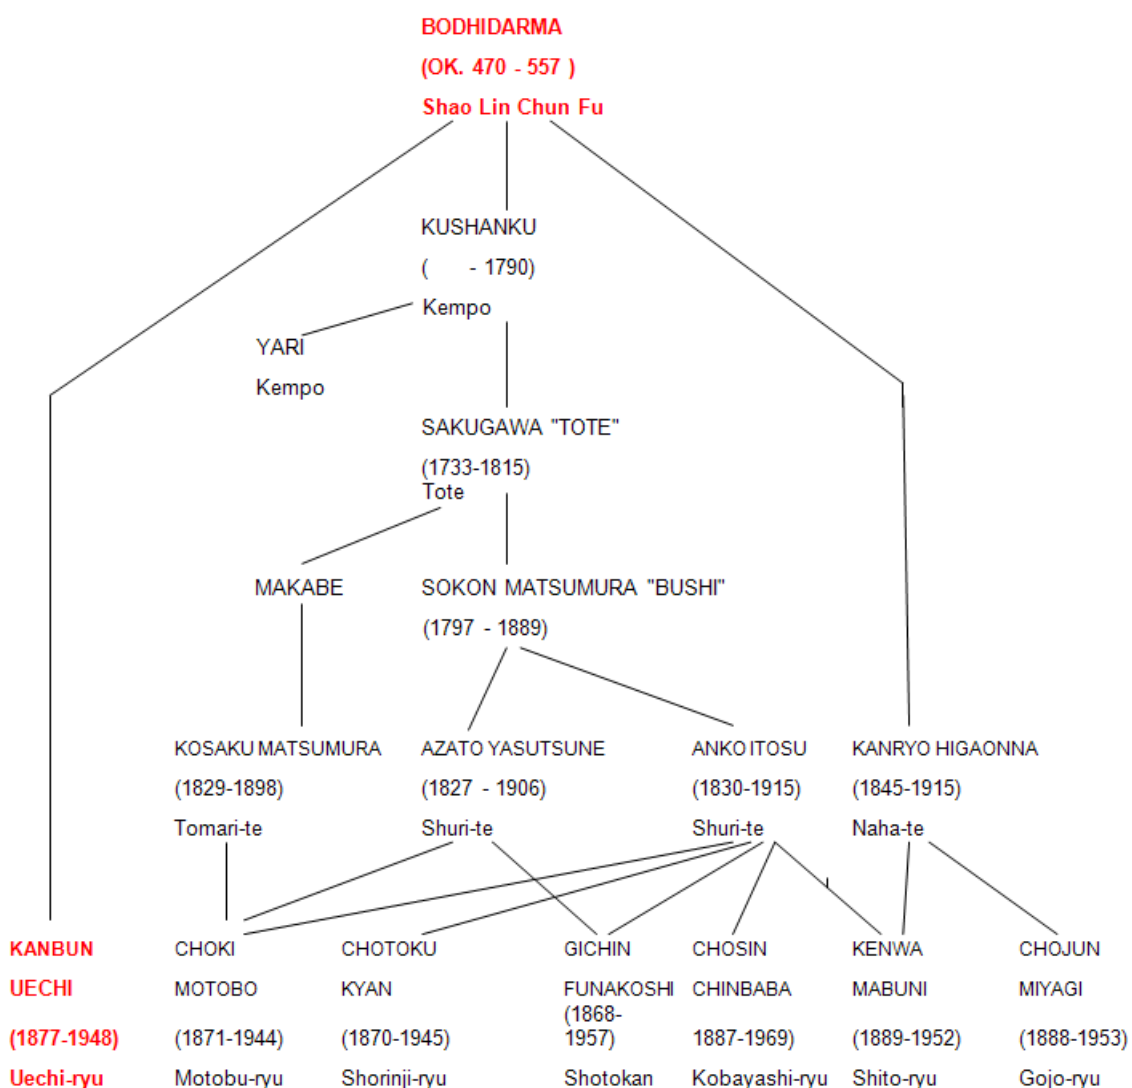 BODHIDARMA
(OK. 470 - 557 )
Shao Lin Chun Fu
KUSHANKU
( - 1790)
Kempo
YARI
Kempo
SAKUGAWA "TOTE"
(1733-1815)
Tote
MAKABE
SOKON MATSUMURA "BUSHI"
(1797 - 1889)
KOSAKU MATSUMURA
(1829-1898)
Tomari-te
AZATO YASUTSUNE
(1827 - 1906)
Shuri-te
ANKO ITOSU
(1830-1915)
Shuri-te
KANRYO HIGAONNA
(1845-1915)
Naha-te
KANBUN
UECHI
(1877-1948)
Uechi-ryu
CHOKI
MOTOBO
(1871-1944)
Motobu-ryu
CHOTOKU
KYAN
(1870-1945)
Shorinji-ryu
GICHIN
FUNAKOSHI
(1868-
1957)
Shotokan
CHOSIN
CHINBABA
1887-1969)
Kobayashi-ryu
KENWA
MABUNI
(1889-1952)
Shito-ryu
CHOJUN
MIYAGI
(1888-1953)
Gojo-ryu